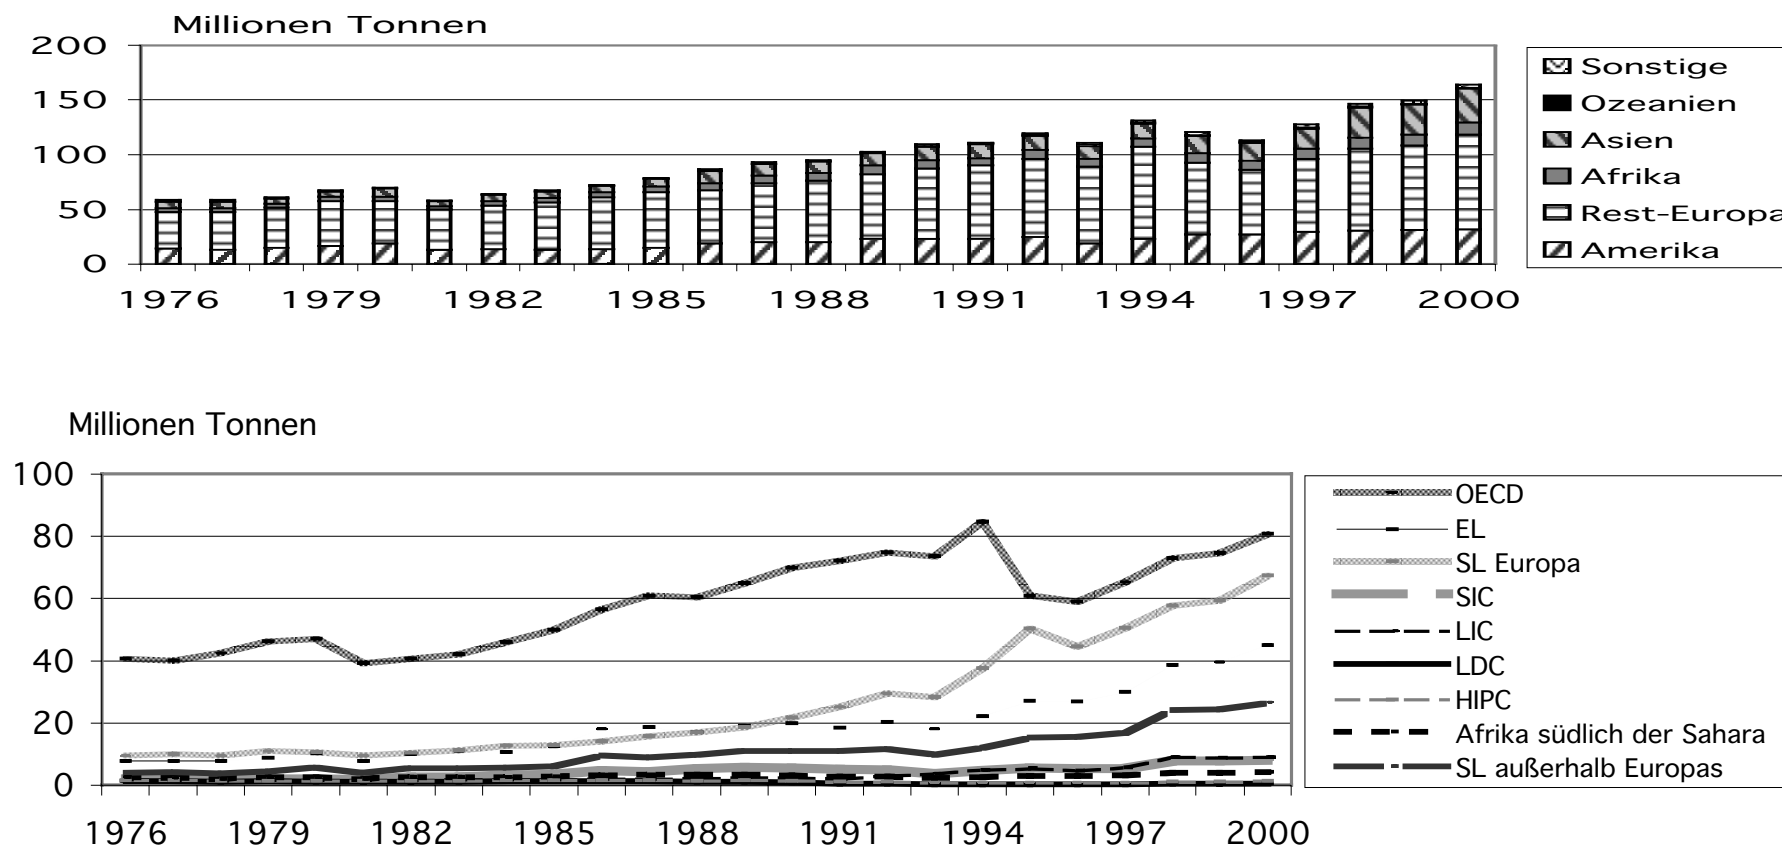 Millionen Tonnen
200
150
100
50
0
1976 1979 1982 1985 1988 1991 1994 1997 2000
Sonstige
Ozeanien
Asien
Afrika
Rest-Europa
Amerika
Millionen Tonnen
100
80
60
40
20
0
1976 1979 1982 1985 1988 1991 1994 1997 2000
OECD
EL
SL Europa
SIC
LIC
LDC
HIPC
Afrika südlich der Sahara
SL außerhalb Europas